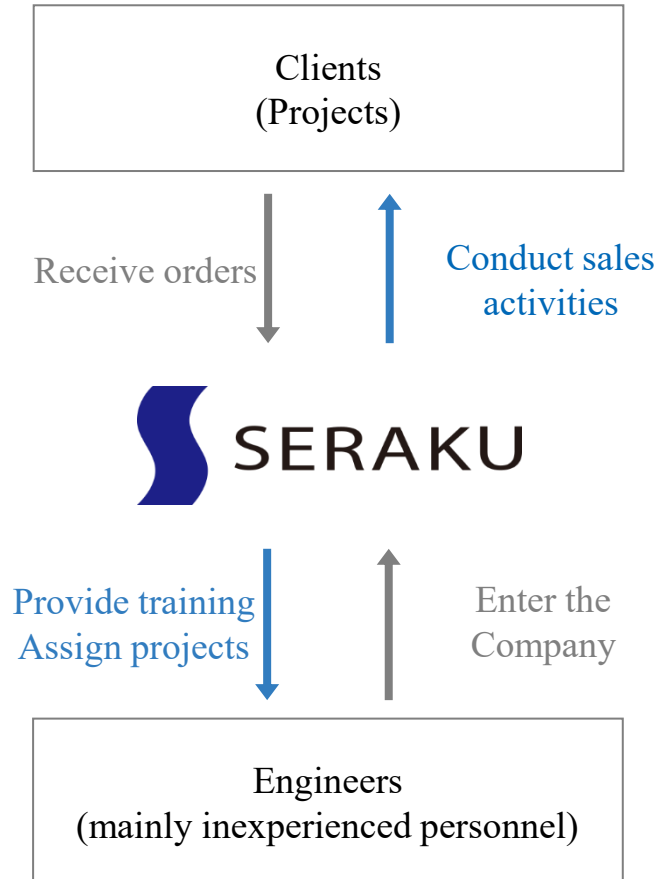 Clients
(Projects)
Receive orders
Conduct sales
activities
SERAKU
Provide training
Assign projects
Enter the
Company
Engineers
(mainly inexperienced personnel)